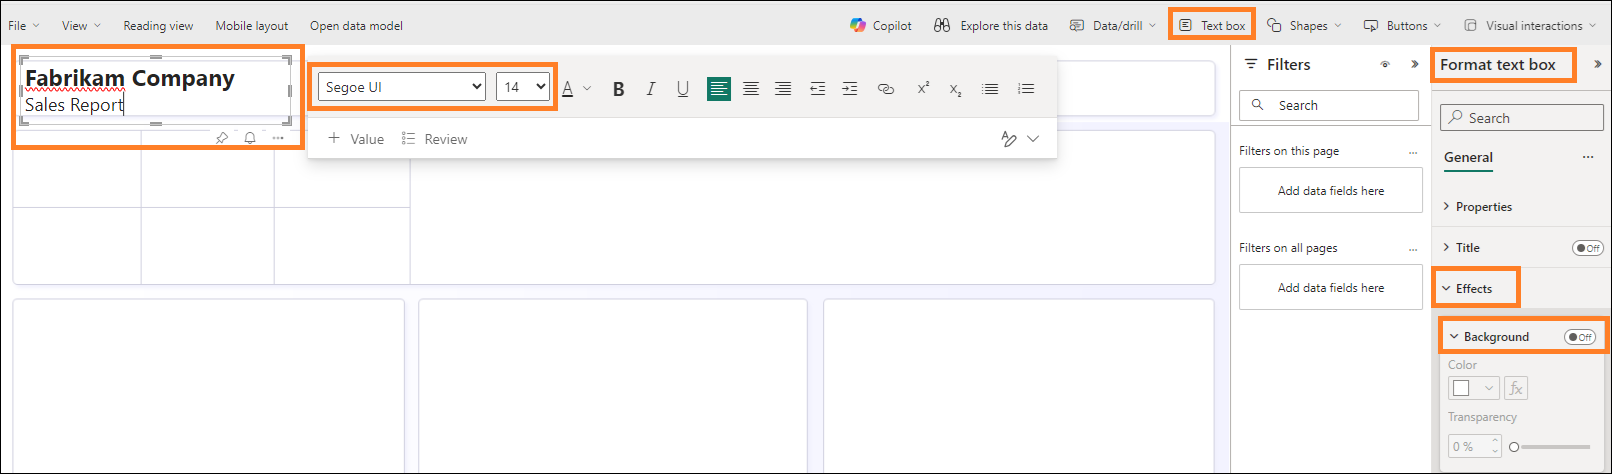 File View Reading view Mobile layout Open data model Copilot Explore this data Data/drill Text box Shapes Buttons Visual interactions
Fabrikam Company
Sales Report
Segoe UI 14 A B I U x² x₂
Value Review
Filters
Search
Filters on this page
Add data fields here
Filters on all pages
Add data fields here
Format text box
Search
General
Properties
Title Off
Effects
Background Off
Color
fx
Transparency
0 %